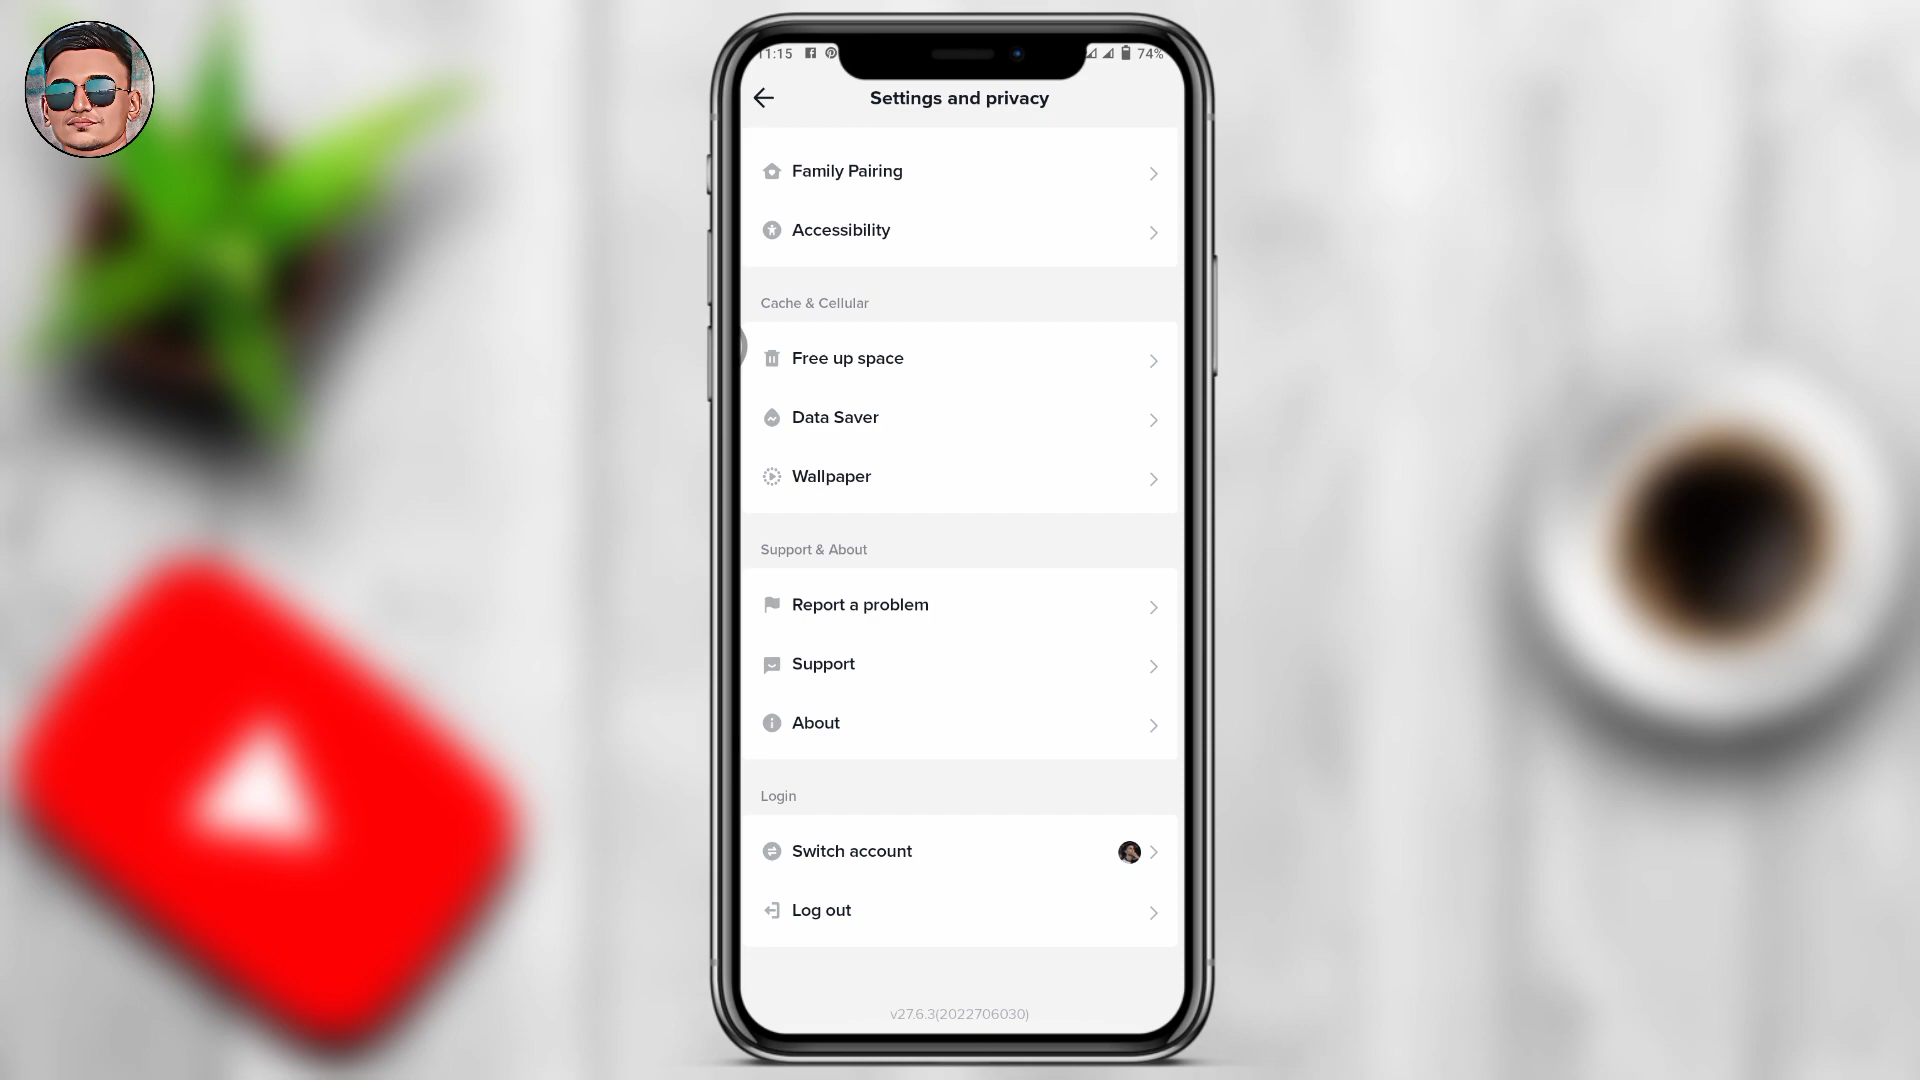 11:15 74%
Settings and privacy
Family Pairing
Accessibility
Cache & Cellular
Free up space
Data Saver
Wallpaper
Support & About
Report a problem
Support
About
Login
Switch account
Log out
v27.6.3(2022706030)